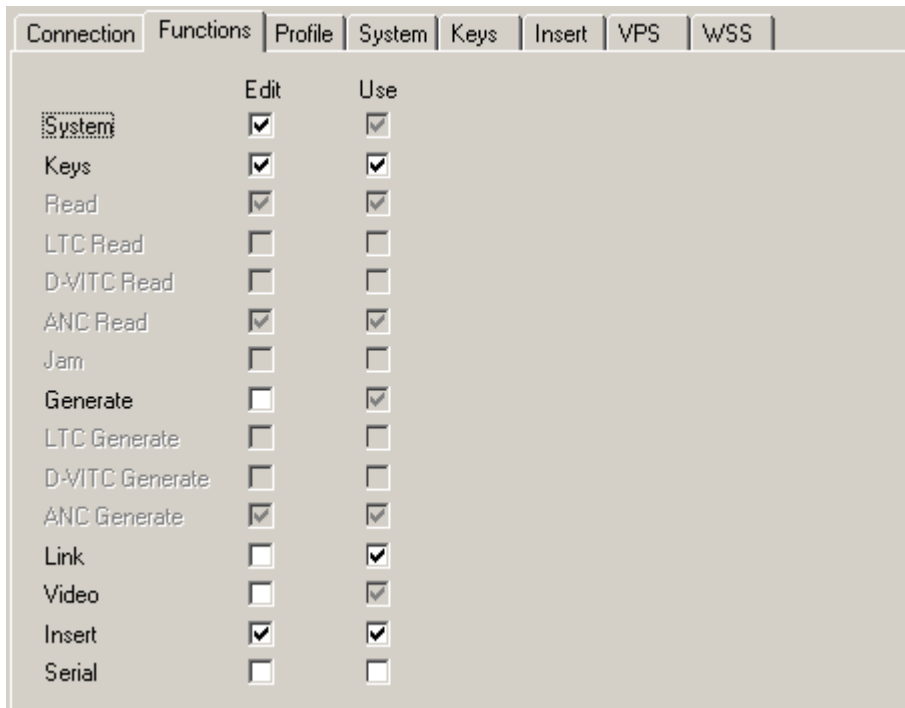 Connection Functions Profile System Keys Insert VPS WSS
Edit Use
System
Keys
Read
LTC Read
D-VITC Read
ANC Read
Jam
Generate
LTC Generate
D-VITC Generate
ANC Generate
Link
Video
Insert
Serial